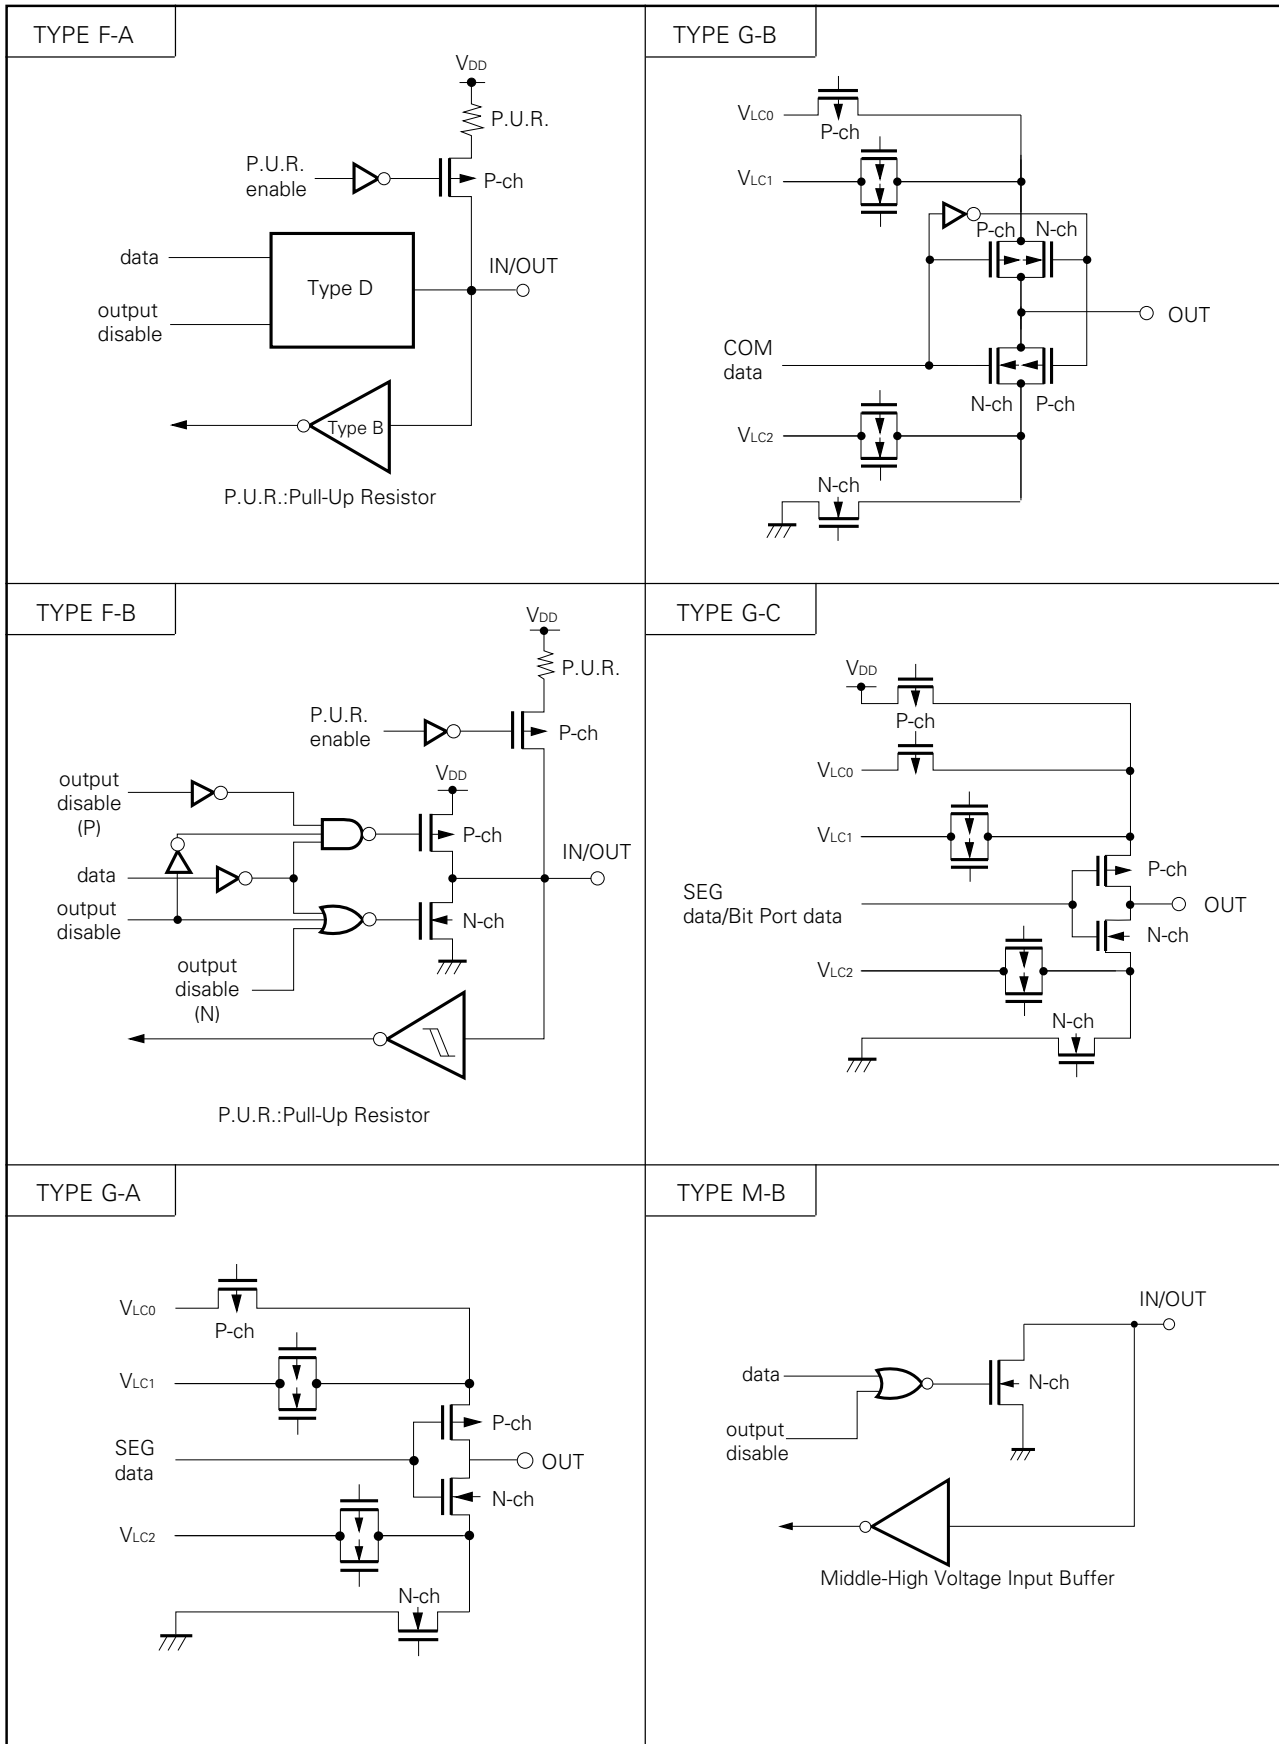 TYPE F-A
VDD
P.U.R.
P.U.R.
enable
P-ch
data
Type D
IN/OUT
output
disable
Type B
P.U.R.:Pull-Up Resistor
TYPE G-B
VLC0
P-ch
VLC1
P-ch N-ch
OUT
COM
data
N-ch P-ch
VLC2
N-ch
TYPE F-B
VDD
P.U.R.
P.U.R.
enable
P-ch
VDD
output
disable
(P)
P-ch
IN/OUT
data
output
disable
N-ch
output
disable
(N)
P.U.R.:Pull-Up Resistor
TYPE G-C
VDD
P-ch
VLC0
VLC1
P-ch
SEG
data/Bit Port data
OUT
N-ch
VLC2
N-ch
TYPE G-A
VLC0
P-ch
VLC1
P-ch
SEG
data
OUT
N-ch
VLC2
N-ch
TYPE M-B
IN/OUT
data
N-ch
output
disable
Middle-High Voltage Input Buffer